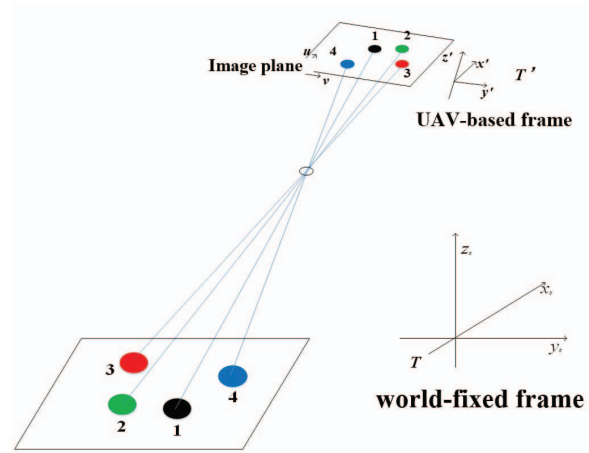 1
2
u
4
3
Image plane
v
z'
x'
y'
T'
UAV-based frame
z
x
y
T
world-fixed frame
3
4
2
1